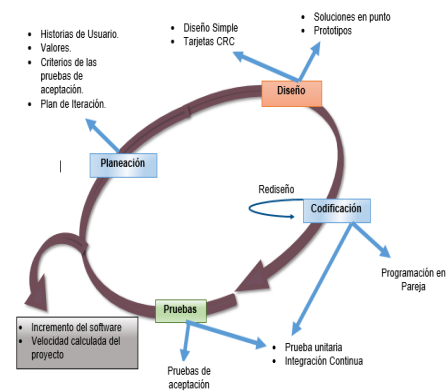 • Historias de Usuario.
• Valores.
• Criterios de las
pruebas de
aceptación.
• Plan de Iteración.
• Diseño Simple
• Tarjetas CRC
• Soluciones en punto
• Prototipos
Diseño
Planeación
Rediseño
Codificación
Programación en
Pareja
Pruebas
• Incremento del software
• Velocidad calculada del
proyecto
• Prueba unitaria
• Integración Continua
Pruebas de
aceptación